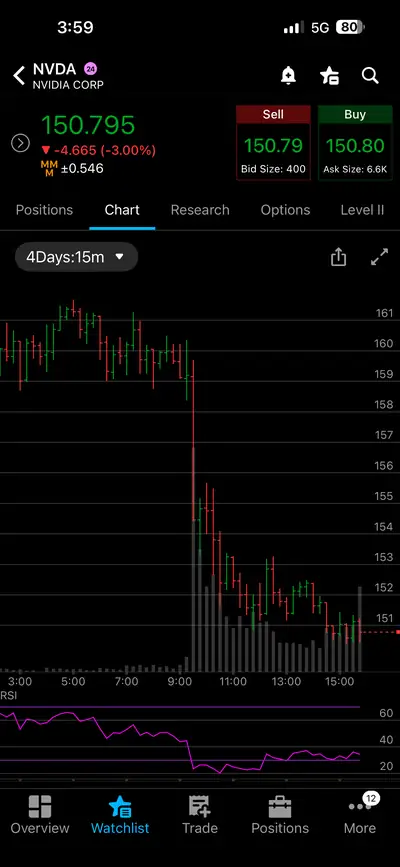 3:59
5G 80
NVDA 24
NVIDIA CORP
150.795
▼ -4.665 (-3.00%)
MM M ±0.546
Sell
150.79
Bid Size: 400
Buy
150.80
Ask Size: 6.6K
Positions Chart Research Options Level II
4Days:15m ▼
161
160
159
158
157
156
155
154
153
152
151
3:00 5:00 7:00 9:00 11:00 13:00 15:00
RSI
60
40
20
12
Overview Watchlist Trade Positions More